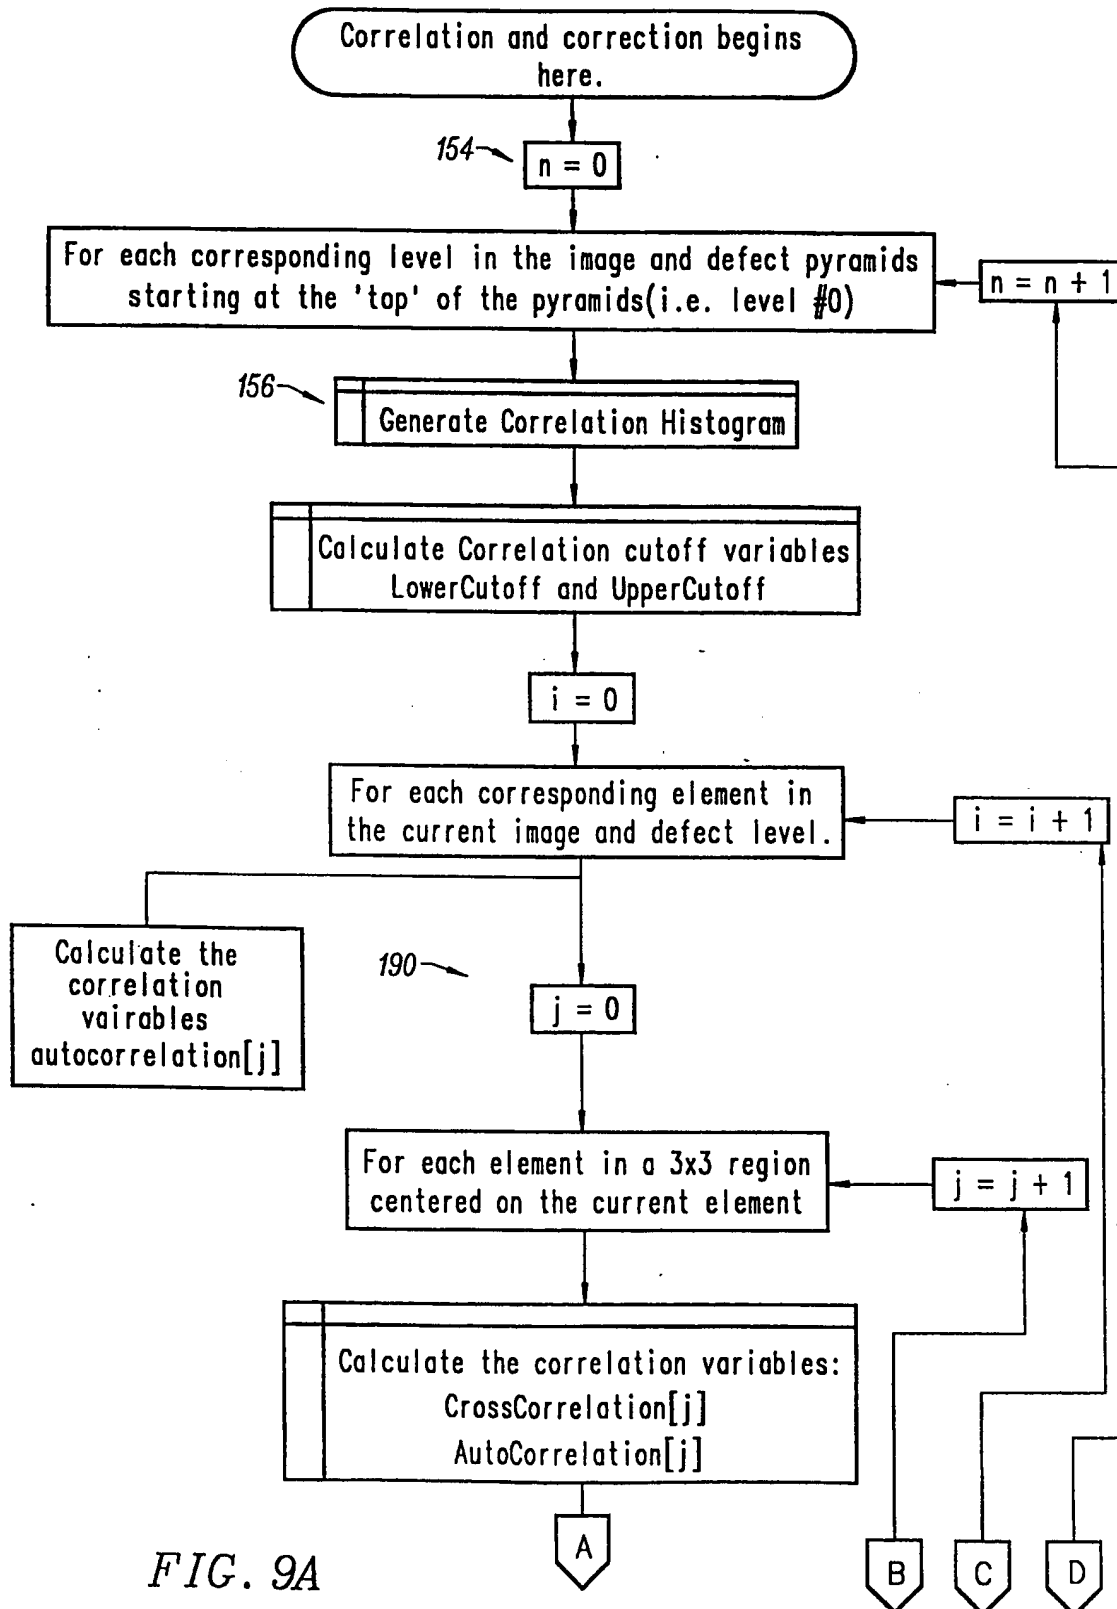 Correlation and correction begins
here.
154
n = 0
For each corresponding level in the image and defect pyramids
starting at the 'top' of the pyramids(i.e. level #0)
n = n + 1
156
Generate Correlation Histogram
Calculate Correlation cutoff variables
LowerCutoff and UpperCutoff
i = 0
For each corresponding element in
the current image and defect level.
i = i + 1
Calculate the
correlation
vairables
autocorrelation[j]
190
j = 0
For each element in a 3x3 region
centered on the current element
j = j + 1
Calculate the correlation variables:
CrossCorrelation[j]
AutoCorrelation[j]
A
B
C
D
FIG. 9A